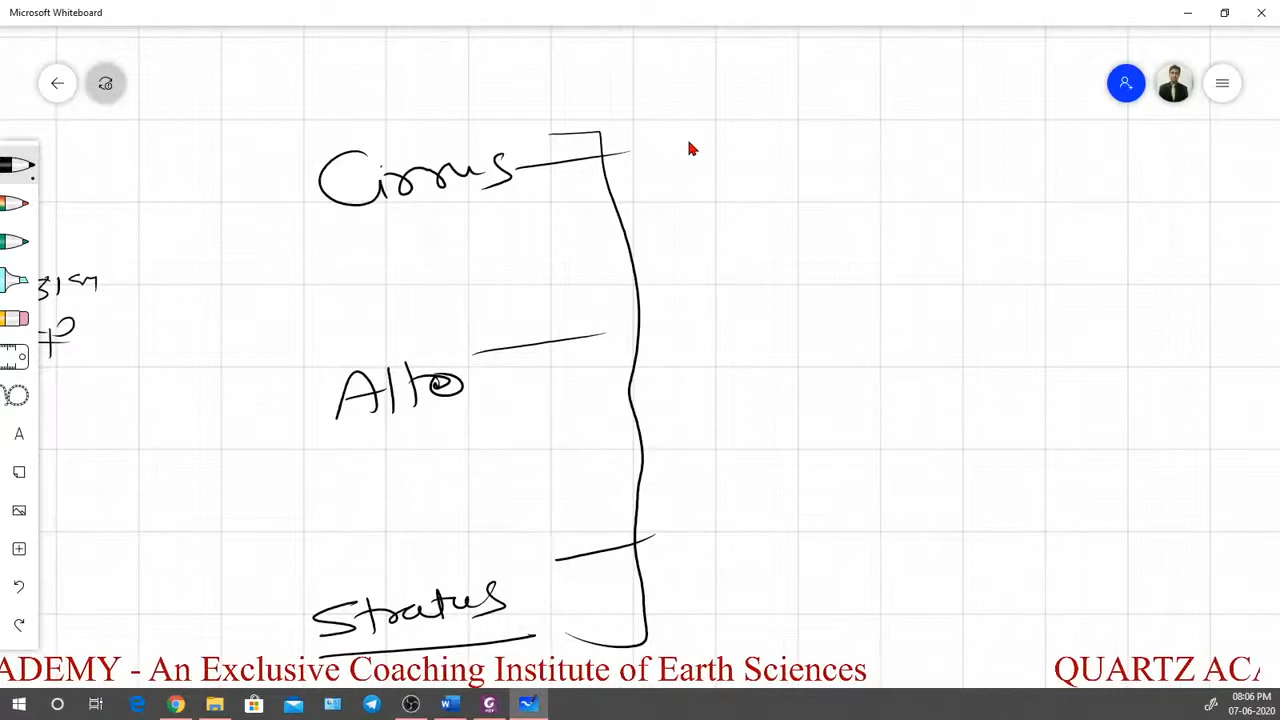 Microsoft Whiteboard
Cirrus
Alto
Stratus
ADEMY - An Exclusive Coaching Institute of Earth Sciences
QUARTZ ACA
08:06 PM
07-06-2020